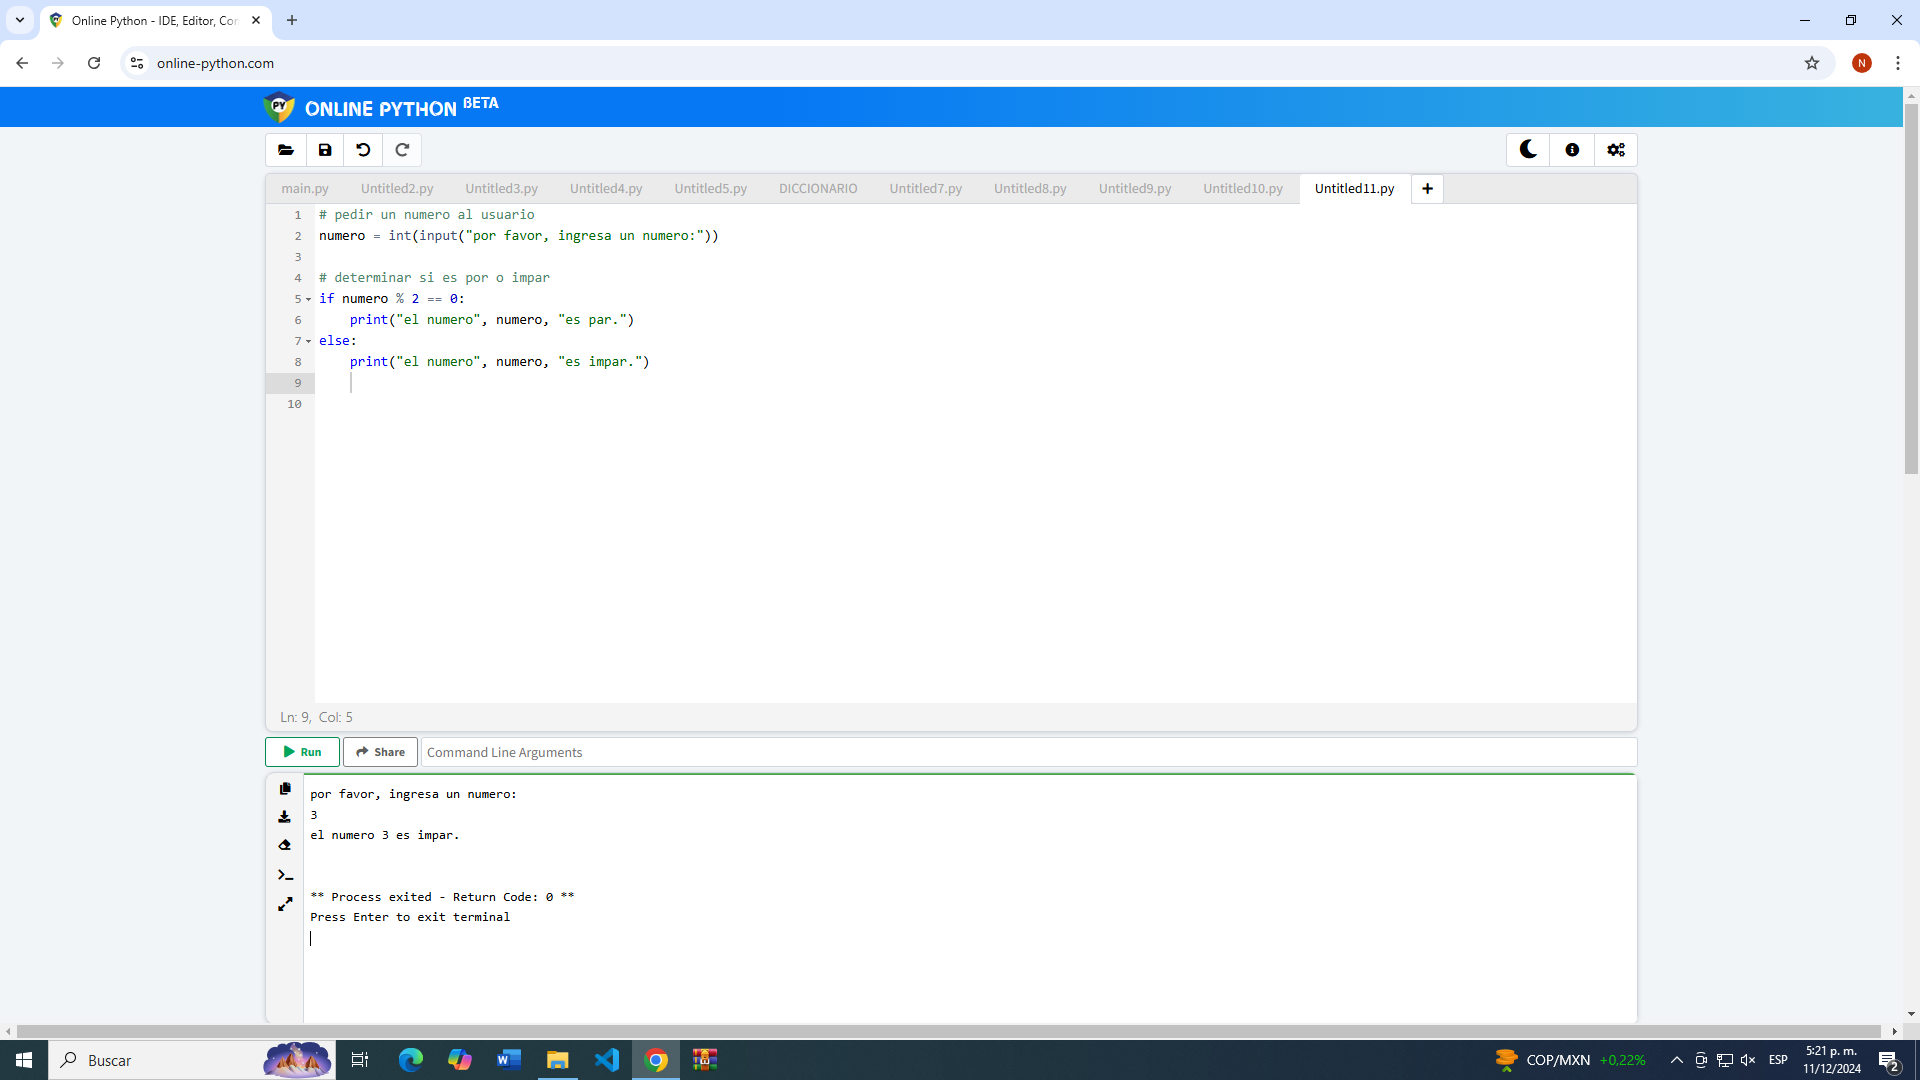 Online Python - IDE, Editor, Con
online-python.com
N
PY ONLINE PYTHON BETA
main.py Untitled2.py Untitled3.py Untitled4.py Untitled5.py DICCIONARIO Untitled7.py Untitled8.py Untitled9.py Untitled10.py Untitled11.py +
1 # pedir un numero al usuario
2 numero = int(input("por favor, ingresa un numero:"))
3
4 # determinar si es por o impar
5 if numero % 2 == 0:
6     print("el numero", numero, "es par.")
7 else:
8     print("el numero", numero, "es impar.")
9
10
Ln: 9, Col: 5
Run Share Command Line Arguments
por favor, ingresa un numero:
3
el numero 3 es impar.
** Process exited - Return Code: 0 **
Press Enter to exit terminal
Buscar COP/MXN +0,22% ESP 5:21 p. m.
11/12/2024 2